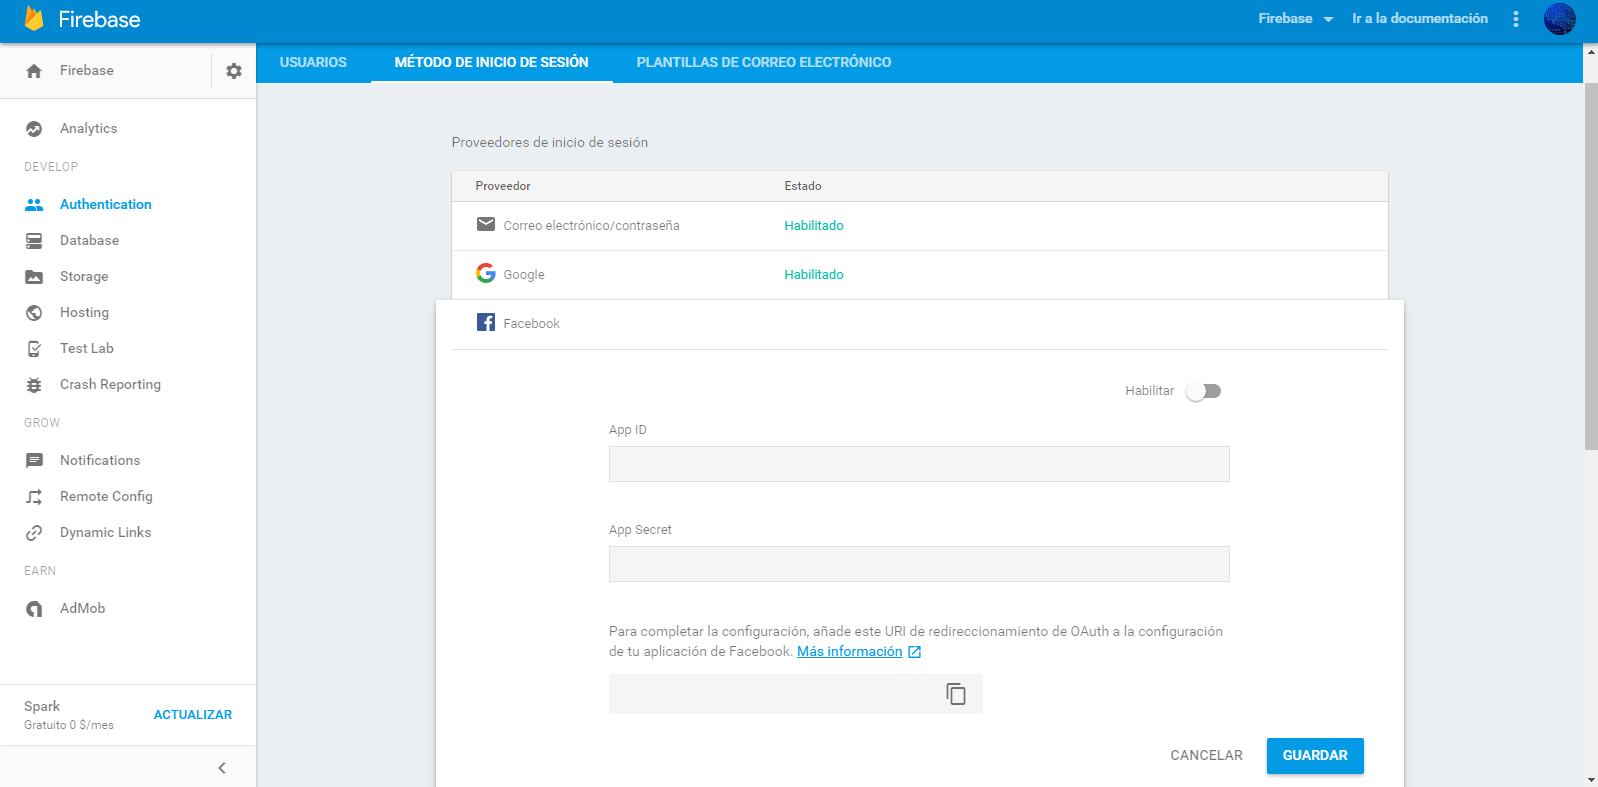 Firebase
Firebase
Ir a la documentación
Firebase
USUARIOS
MÉTODO DE INICIO DE SESIÓN
PLANTILLAS DE CORREO ELECTRÓNICO
Analytics
DEVELOP
Authentication
Database
Storage
Hosting
Test Lab
Crash Reporting
GROW
Notifications
Remote Config
Dynamic Links
EARN
AdMob
Spark
Gratuito 0 $/mes
ACTUALIZAR
Proveedores de inicio de sesión
Proveedor Estado
Correo electrónico/contraseña Habilitado
Google Habilitado
Facebook
Habilitar
App ID
App Secret
Para completar la configuración, añade este URI de redireccionamiento de OAuth a la configuración
de tu aplicación de Facebook. Más información
CANCELAR
GUARDAR